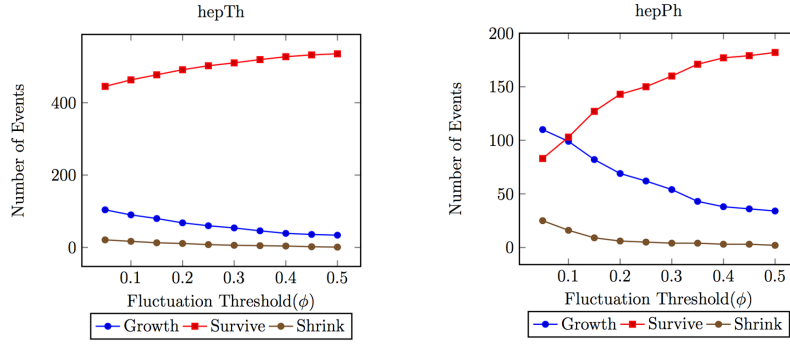 hepTh
Number of Events
400
200
0
0.1 0.2 0.3 0.4 0.5
Fluctuation Threshold(ϕ)
Growth Survive Shrink
hepPh
Number of Events
200
150
100
50
0
0.1 0.2 0.3 0.4 0.5
Fluctuation Threshold(ϕ)
Growth Survive Shrink